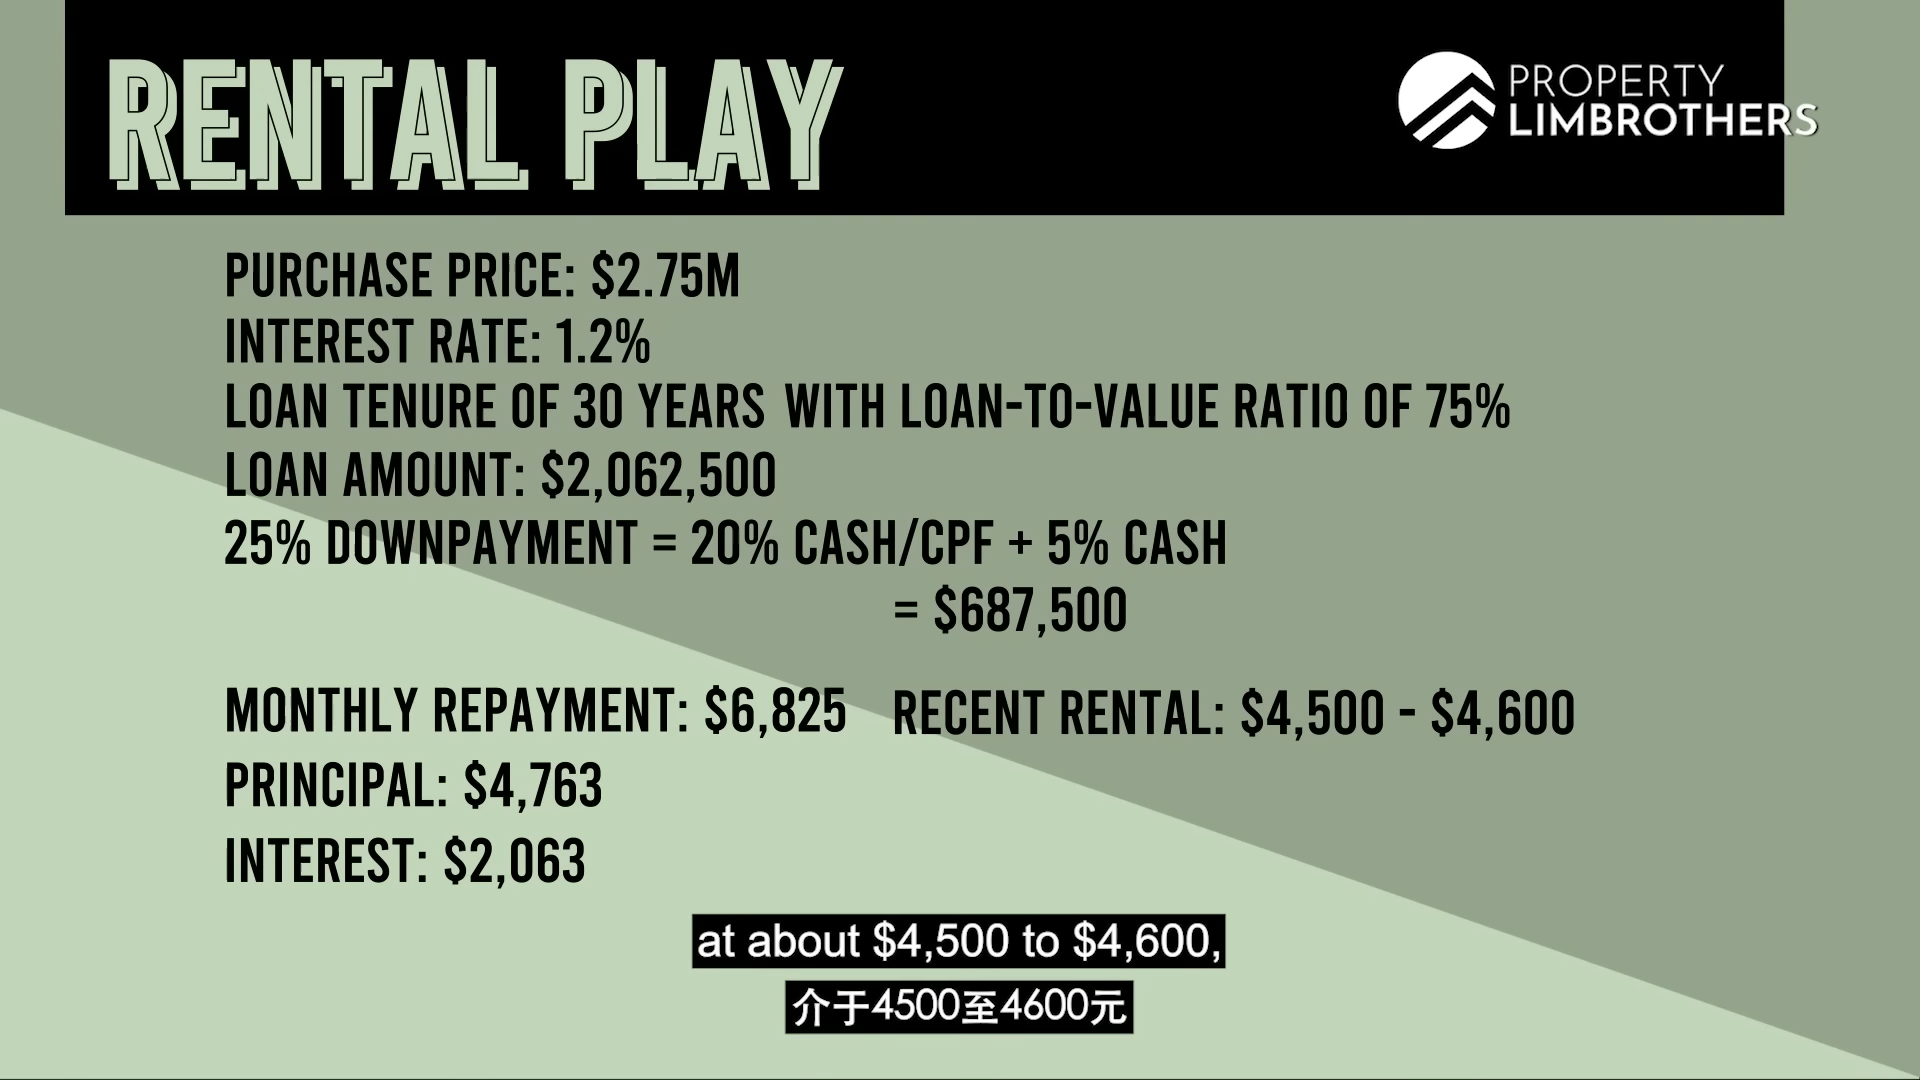 RENTAL PLAY
PROPERTY
LIMBROTHERS
PURCHASE PRICE: $2.75M
INTEREST RATE: 1.2%
LOAN TENURE OF 30 YEARS WITH LOAN-TO-VALUE RATIO OF 75%
LOAN AMOUNT: $2,062,500
25% DOWNPAYMENT = 20% CASH/CPF + 5% CASH
= $687,500
MONTHLY REPAYMENT: $6,825
RECENT RENTAL: $4,500 - $4,600
PRINCIPAL: $4,763
INTEREST: $2,063
at about $4,500 to $4,600,
介于4500至4600元